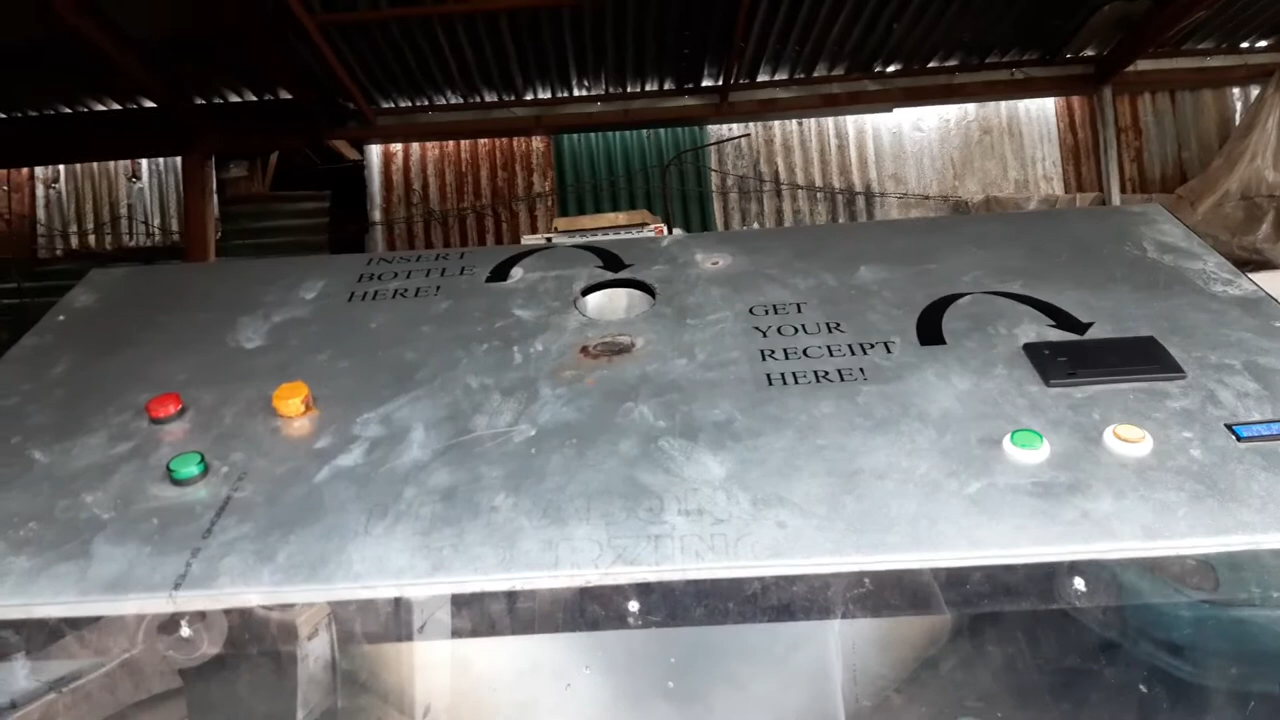 INSERT
BOTTLE
HERE!
GET
YOUR
RECEIPT
HERE!